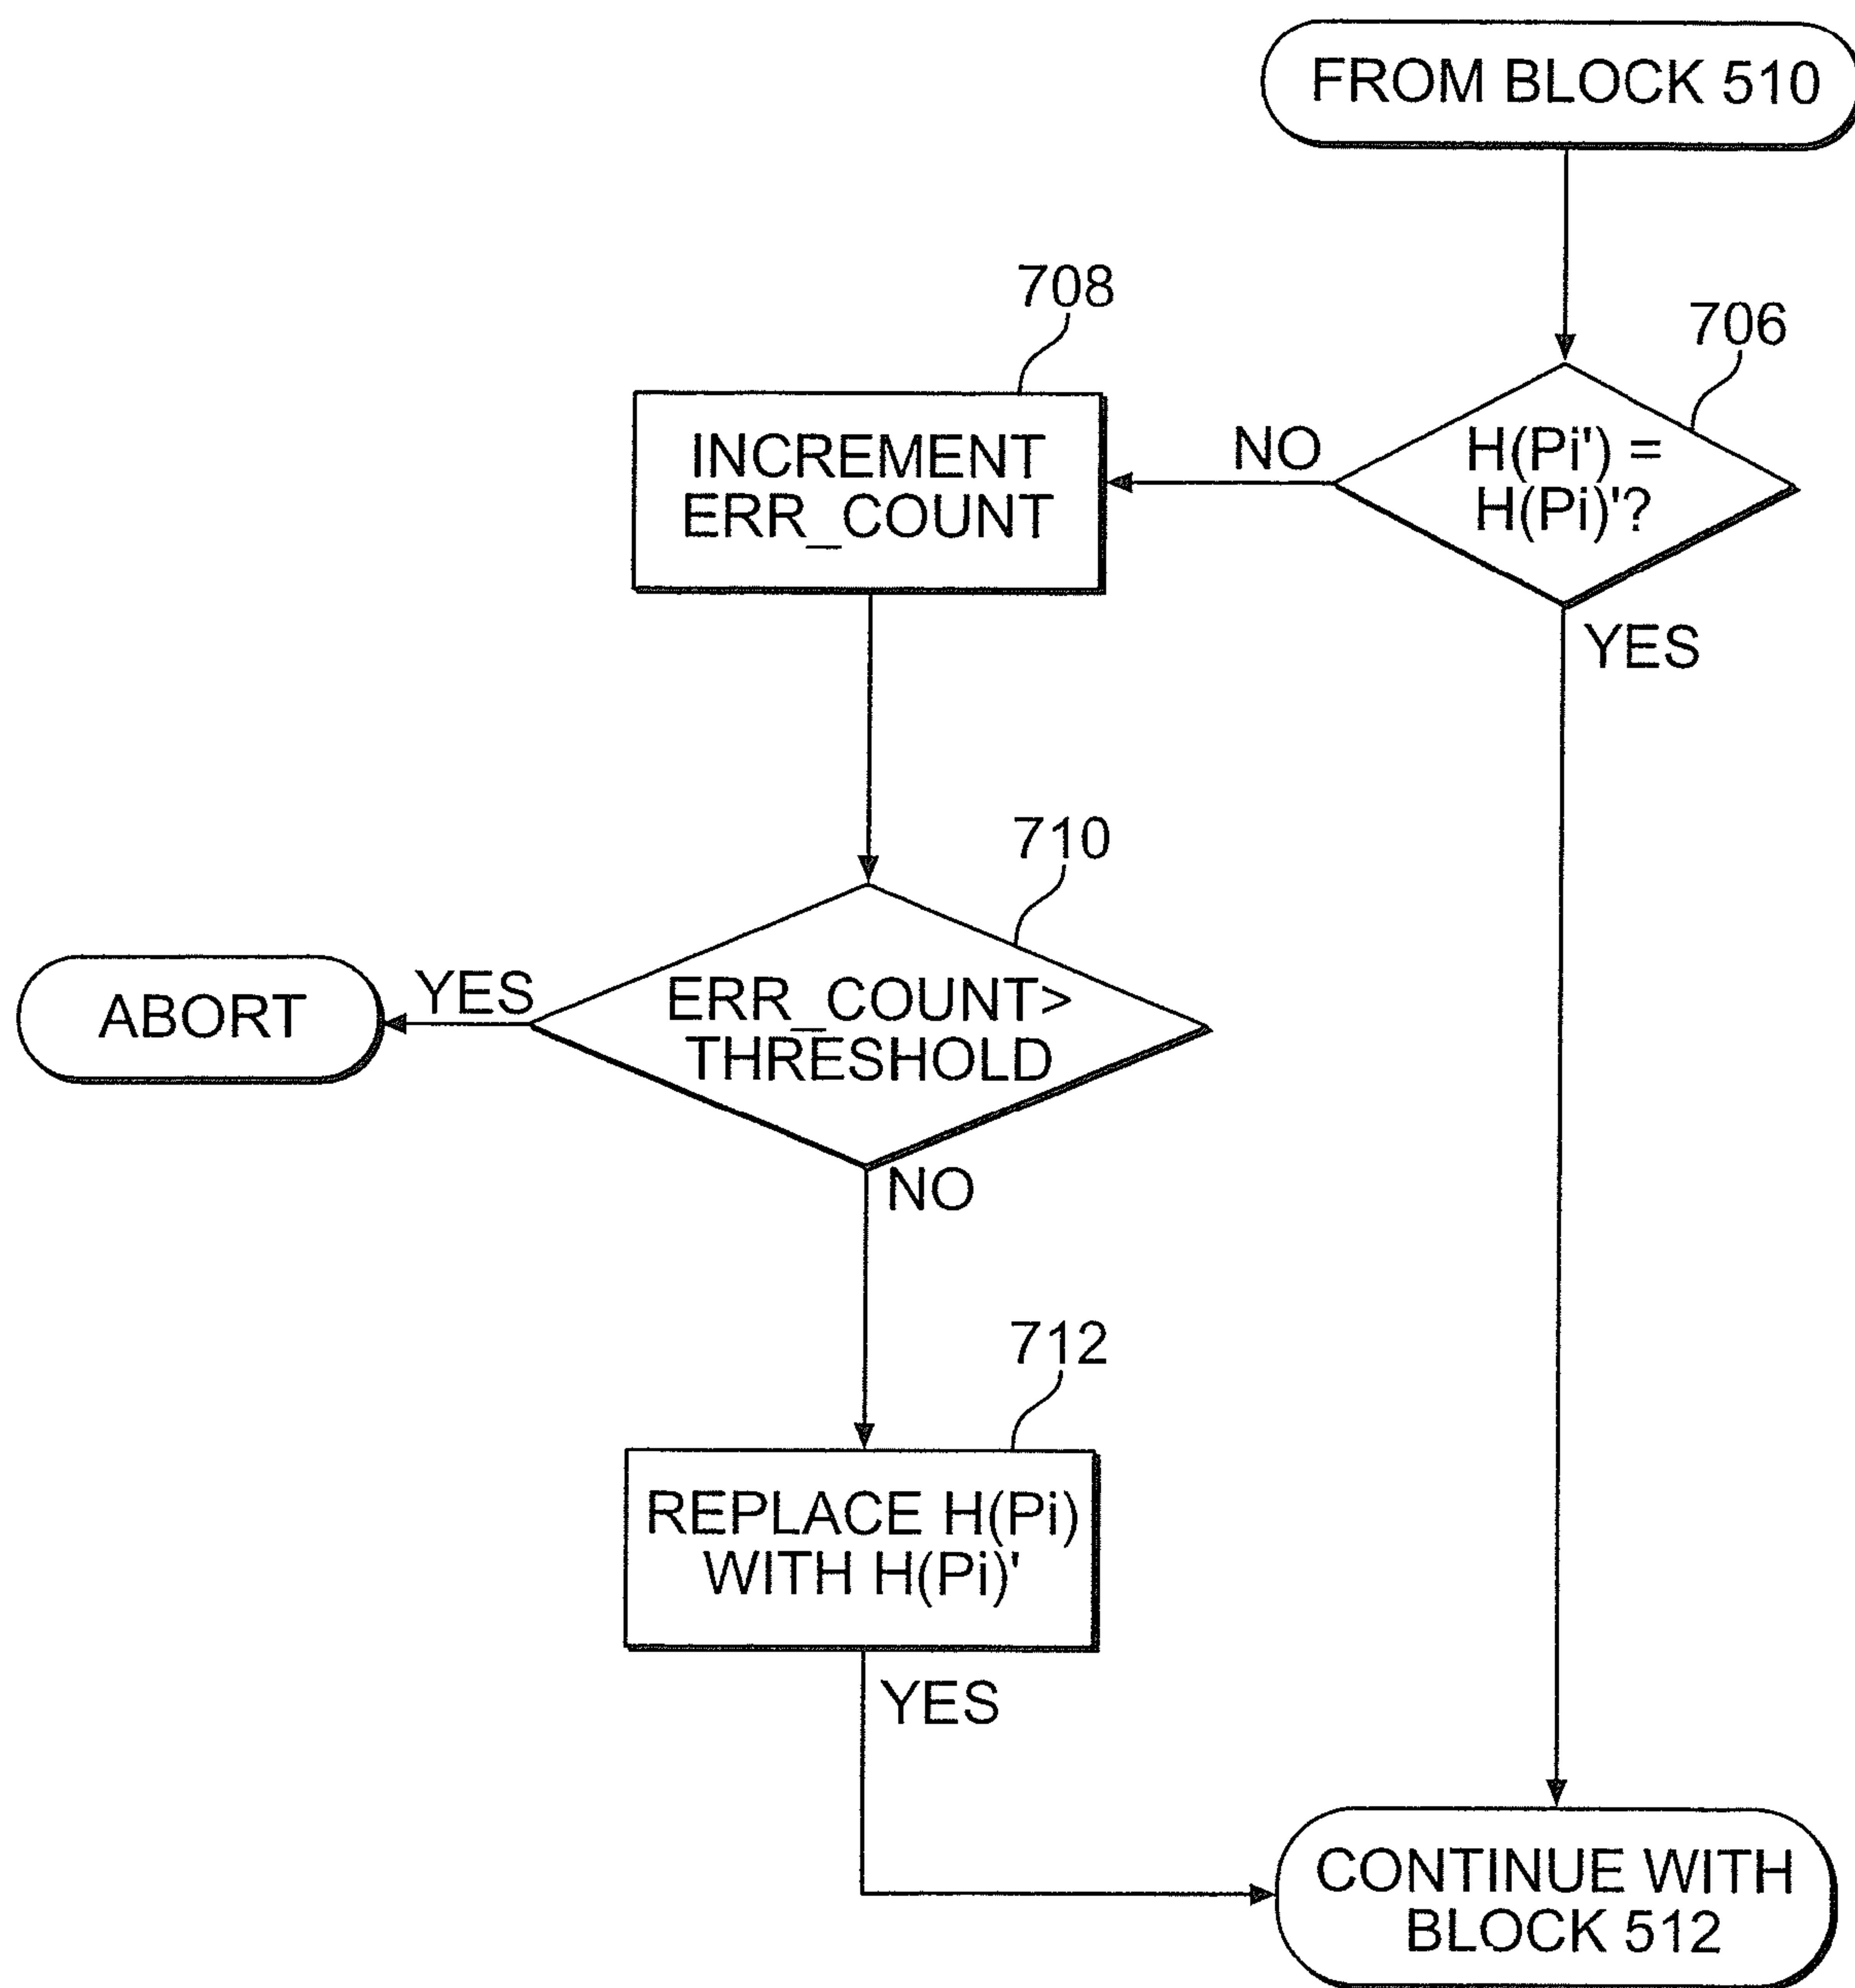 FROM BLOCK 510
706
H(Pi') =
H(Pi)'?
NO
YES
708
INCREMENT
ERR_COUNT
710
ERR_COUNT>
THRESHOLD
YES
ABORT
NO
712
REPLACE H(Pi)
WITH H(Pi)'
YES
CONTINUE WITH
BLOCK 512